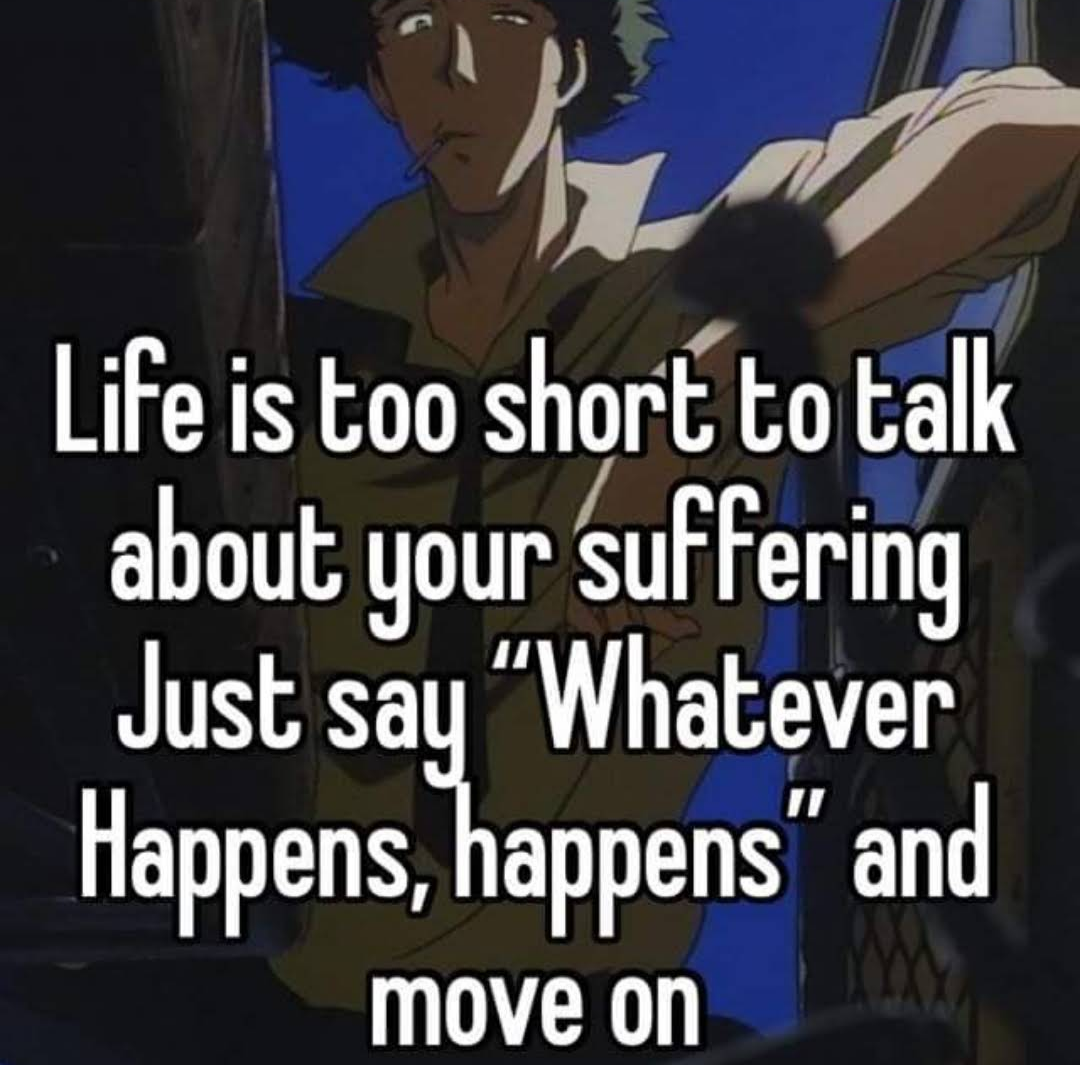 Life is too short to talk
about your suffering
Just say “Whatever
Happens, happens” and
move on